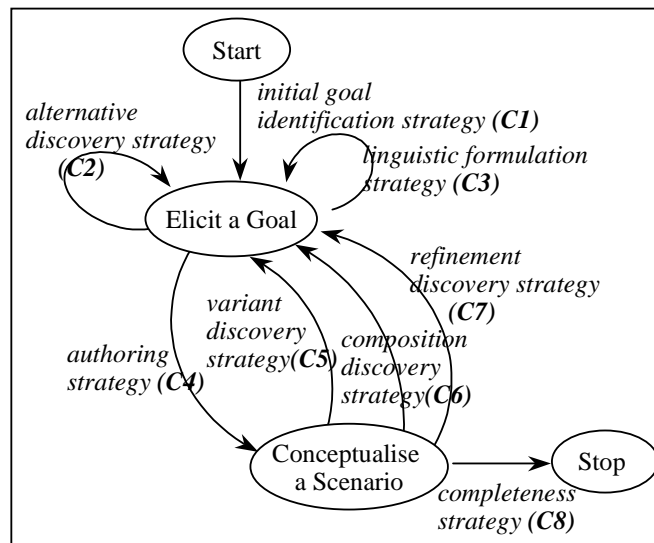 Start
initial goal
identification strategy (C1)
alternative
discovery strategy
(C2)
linguistic formulation
strategy (C3)
Elicit a Goal
refinement
discovery strategy
(C7)
variant
discovery
strategy(C5)
composition
discovery
strategy(C6)
authoring
strategy (C4)
Conceptualise
a Scenario
Stop
completeness
strategy (C8)